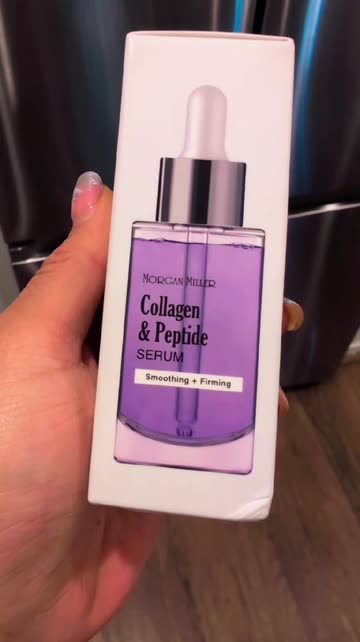 MORGAN MILLER
Collagen
& Peptide
SERUM
Smoothing + Firming